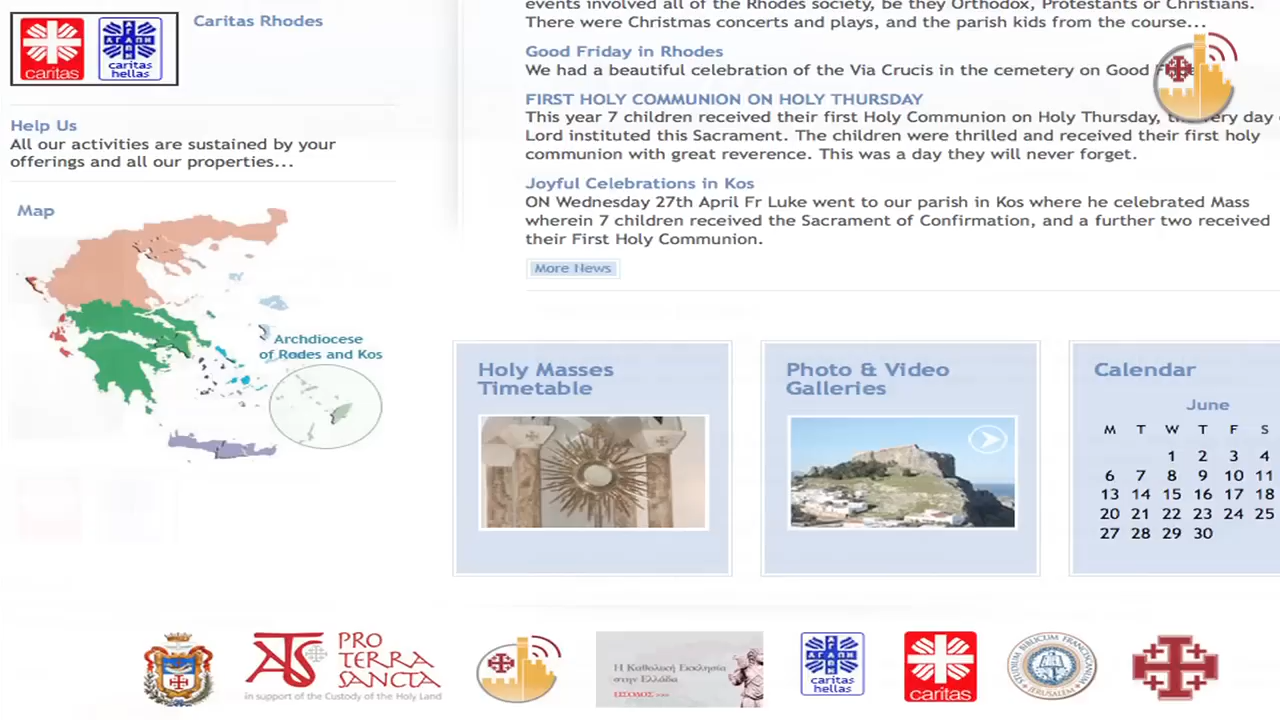 caritas
ΑΓΑΠΗ
caritas
hellas
Caritas Rhodes
Help Us
All our activities are sustained by your
offerings and all our properties...
Map
Archdiocese
of Rodes and Kos
events involved all of the Rhodes society, be they Orthodox, Protestants or Christians.
There were Christmas concerts and plays, and the parish kids from the course...
Good Friday in Rhodes
We had a beautiful celebration of the Via Crucis in the cemetery on Good
FIRST HOLY COMMUNION ON HOLY THURSDAY
This year 7 children received their first Holy Communion on Holy Thursday, day
Lord instituted this Sacrament. The children were thrilled and received their first holy
communion with great reverence. This was a day they will never forget.
Joyful Celebrations in Kos
ON Wednesday 27th April Fr Luke went to our parish in Kos where he celebrated Mass
wherein 7 children received the Sacrament of Confirmation, and a further two received
their First Holy Communion.
More News
Holy Masses
Timetable
Photo & Video
Galleries
Calendar
June
M T W T F S
1 2 3 4
6 7 8 9 10 11
13 14 15 16 17 18
20 21 22 23 24 25
27 28 29 30
ATS PRO
TERRA
SANCTA
in support of the Custody of the Holy Land
Η Καθολική Εκκλησία
στην Ελλάδα
ΕΙΣΟΔΟΣ
ΑΓΑΠΗ
caritas
hellas
caritas
STUDIUM BIBLICUM FRANCISCANUM
JERUSALEM